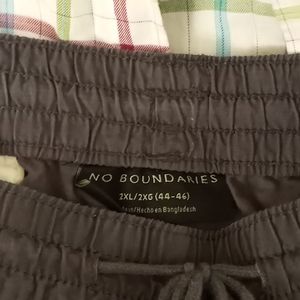 NO BOUNDARIES
2XL/2XG (44-46)
/Hecho en Bangladesh